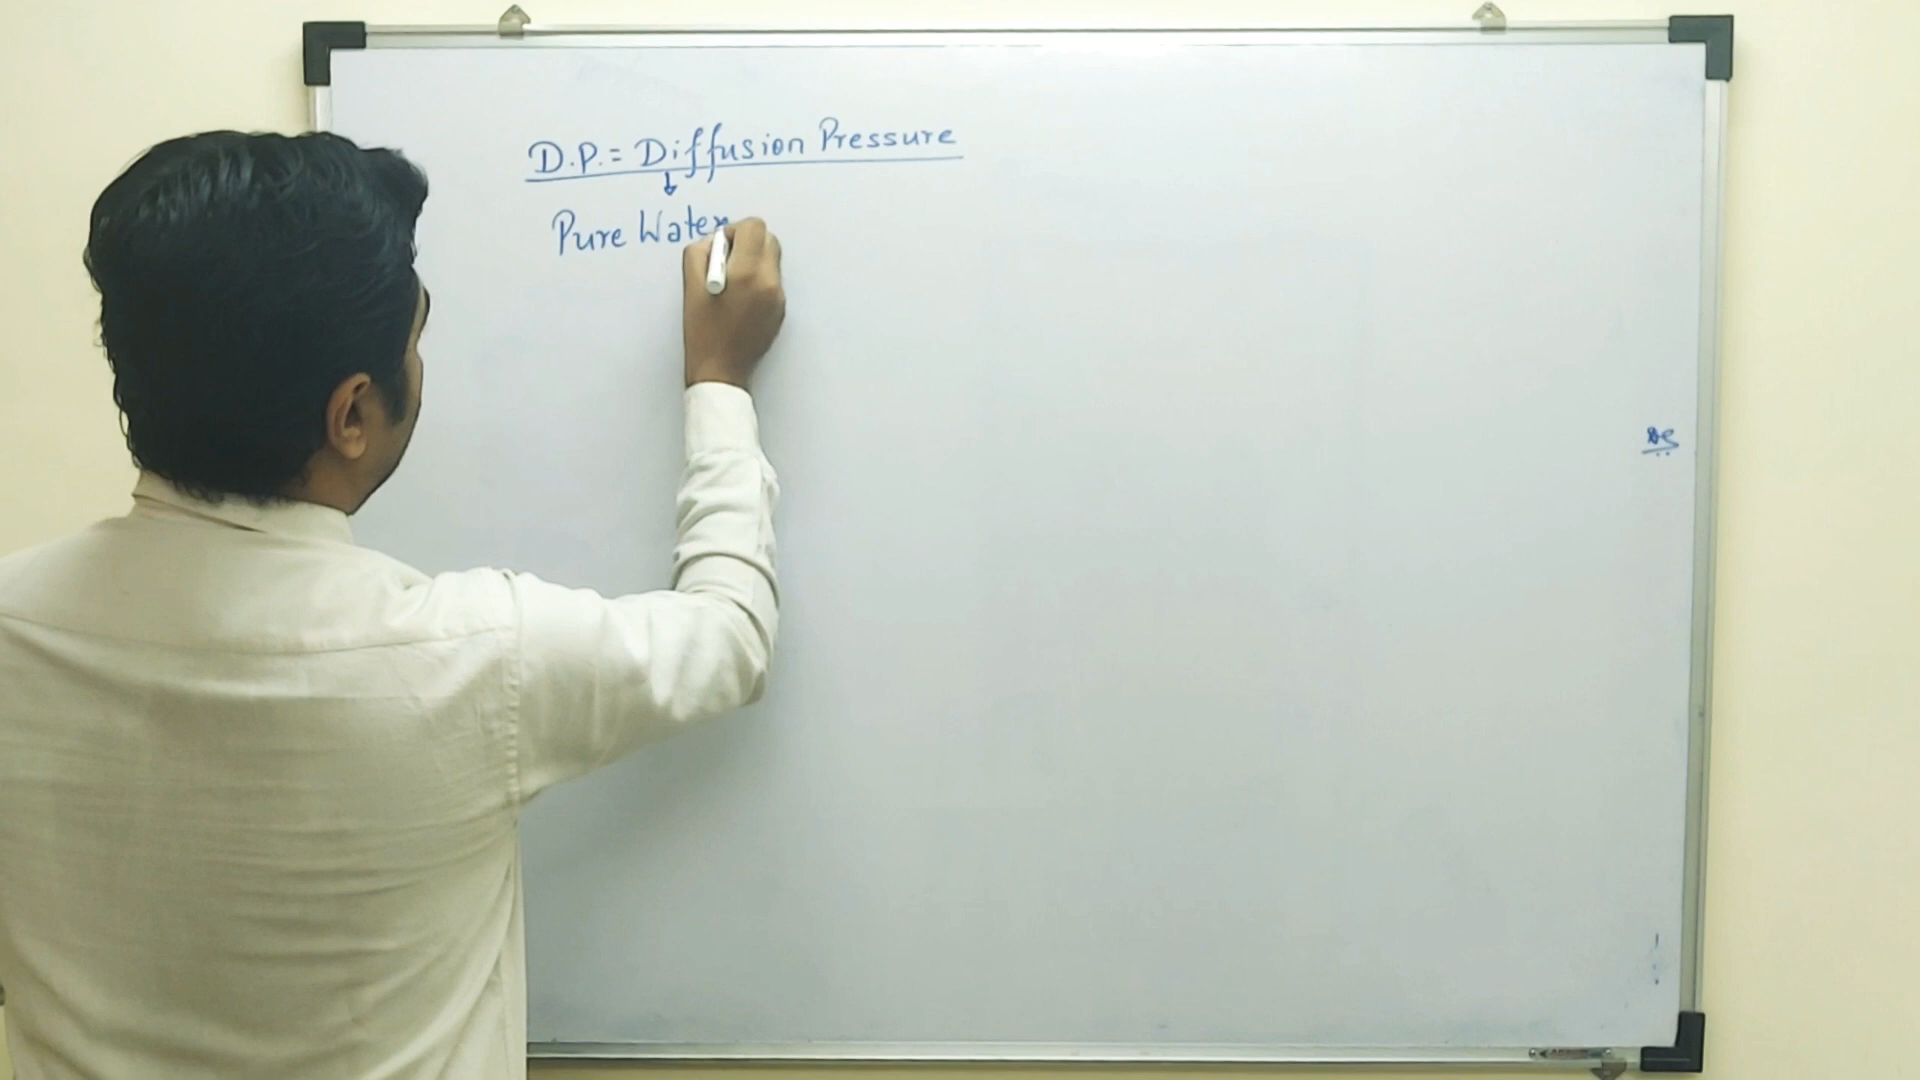 D.P. = Diffusion Pressure
↓
Pure Water